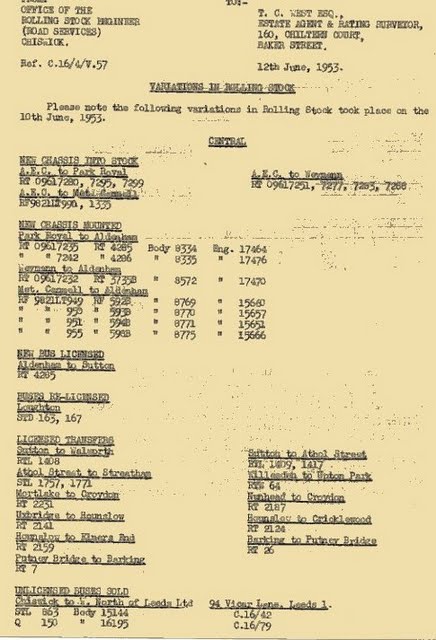 OFFICE OF THE
ROLLING STOCK ENGINEER
(ROAD SERVICES)
CHISWICK.
Ref. C.16/4/V.57
TO:-
T. C. WEST ESQ.,
ESTATE AGENT & RATING SURVEYOR,
160, CHILTERN COURT,
BAKER STREET.
12th June, 1953.
VARIATIONS IN ROLLING STOCK
Please note the following variations in Rolling Stock took place on the
10th June, 1953.
CENTRAL
NEW CHASSIS INTO STOCK
A.E.C. to Park Royal
RT 09617280, 7295, 7299
A.E.C. to Met. Cammell
A.E.C. to Weymann
RT 09617251, 7277, 7283, 7288
NEW CHASSIS MOUNTED
Park Royal to Aldenham
RT 09617235 RT 4285 Body 8334 Eng. 17464
" " 7242 " 4286 " 8335 " 17476
Weymann to Aldenham
RT 09617232 RT 3735B " 8572 " 17470
Met. Cammell to Aldenham
RF 9821LT949 RF 592B " 8769 " 15680
" " 950 " 593B " 8770 " 15657
" " 951 " 594B " 8771 " 15651
" " 955 " 598B " 8775 " 15666
NEW BUS LICENSED
Aldenham to Sutton
RT 4285
BUSES RE-LICENSED
Loughton
STD 163, 167
LICENSED TRANSFERS
Sutton to Walworth
RTL 1408
Athol Street to Streatham
STL 1757, 1771
Mortlake to Croydon
RT 2231
Uxbridge to Hounslow
RT 2141
Hounslow to Elmers End
RT 2159
Putney Bridge to Barking
RT 7
Sutton to Athol Street
RTL 1409, 1417
Willesden to Upton Park
RTW 64
Nunhead to Croydon
RT 2187
Hounslow to Cricklewood
RT 2124
Barking to Putney Bridge
RT 26
UNLICENSED BUSES SOLD
Chiswick to W. North of Leeds Ltd 94 Vicar Lane. Leeds 1.
STL 863 Body 15144 C.16/42
Q 150 " 16195 C.16/79